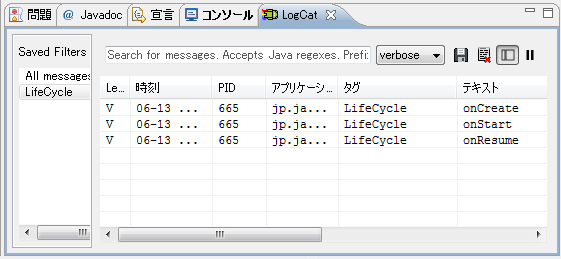 問題 @ Javadoc 宣言 コンソール LogCat
Saved Filters
All messages
LifeCycle
Search for messages. Accepts Java regexes. Prefi:
verbose
Le... 時刻 PID アプリケーシ... タグ テキスト
V 06-13 ... 665 jp.ja... LifeCycle onCreate
V 06-13 ... 665 jp.ja... LifeCycle onStart
V 06-13 ... 665 jp.ja... LifeCycle onResume